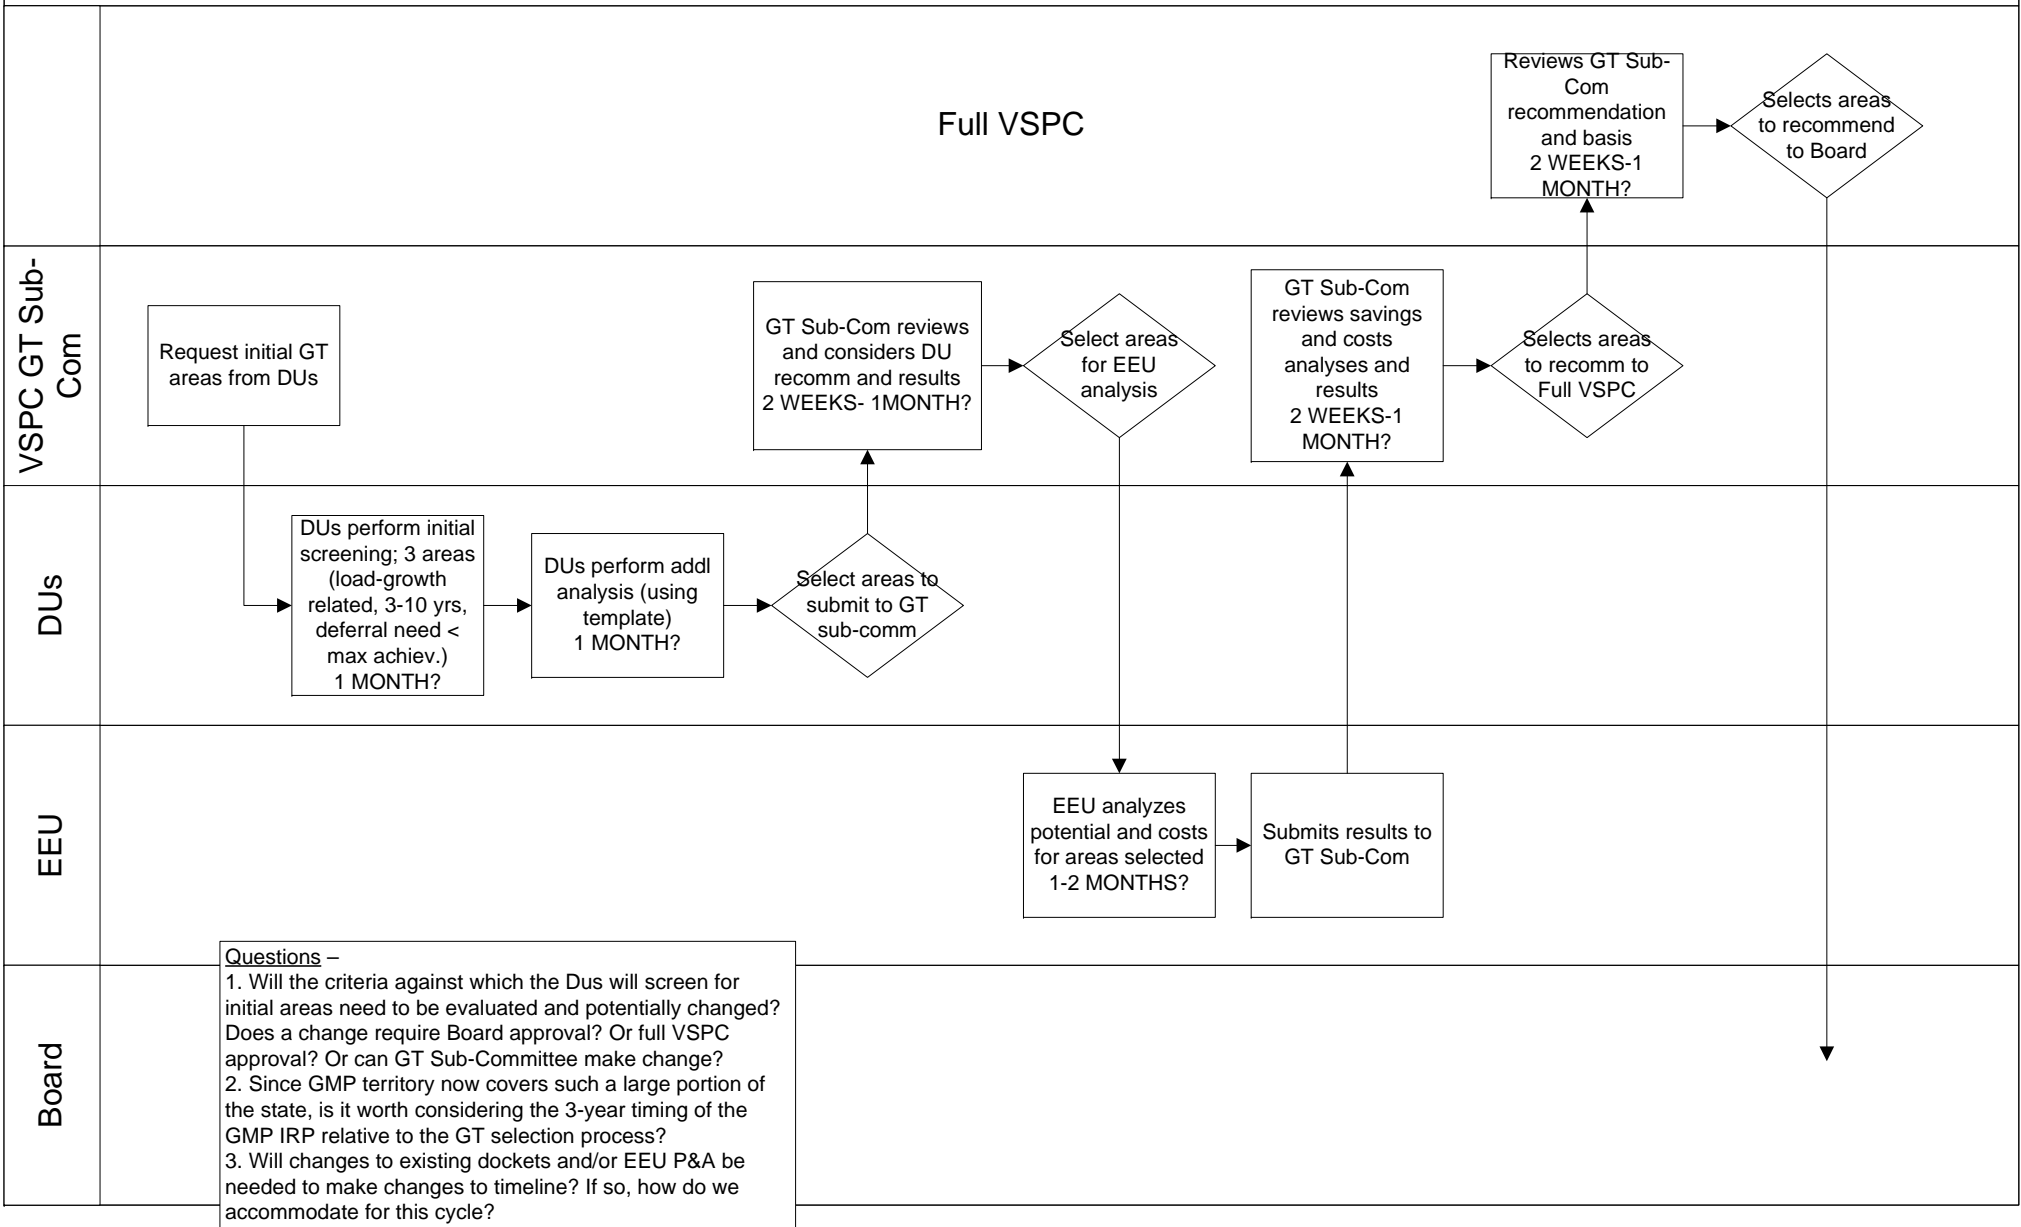 Full VSPC
Reviews GT Sub-
Com
recommendation
and basis
2 WEEKS-1
MONTH?
Selects areas
to recommend
to Board
VSPC GT Sub-
Com
Request initial GT
areas from DUs
GT Sub-Com reviews
and considers DU
recomm and results
2 WEEKS- 1MONTH?
Select areas
for EEU
analysis
GT Sub-Com
reviews savings
and costs
analyses and
results
2 WEEKS-1
MONTH?
Selects areas
to recomm to
Full VSPC
DUs
DUs perform initial
screening; 3 areas
(load-growth
related, 3-10 yrs,
deferral need <
max achiev.)
1 MONTH?
DUs perform addl
analysis (using
template)
1 MONTH?
Select areas to
submit to GT
sub-comm
EEU
EEU analyzes
potential and costs
for areas selected
1-2 MONTHS?
Submits results to
GT Sub-Com
Board
Questions –
1. Will the criteria against which the Dus will screen for
initial areas need to be evaluated and potentially changed?
Does a change require Board approval? Or full VSPC
approval? Or can GT Sub-Committee make change?
2. Since GMP territory now covers such a large portion of
the state, is it worth considering the 3-year timing of the
GMP IRP relative to the GT selection process?
3. Will changes to existing dockets and/or EEU P&A be
needed to make changes to timeline? If so, how do we
accommodate for this cycle?